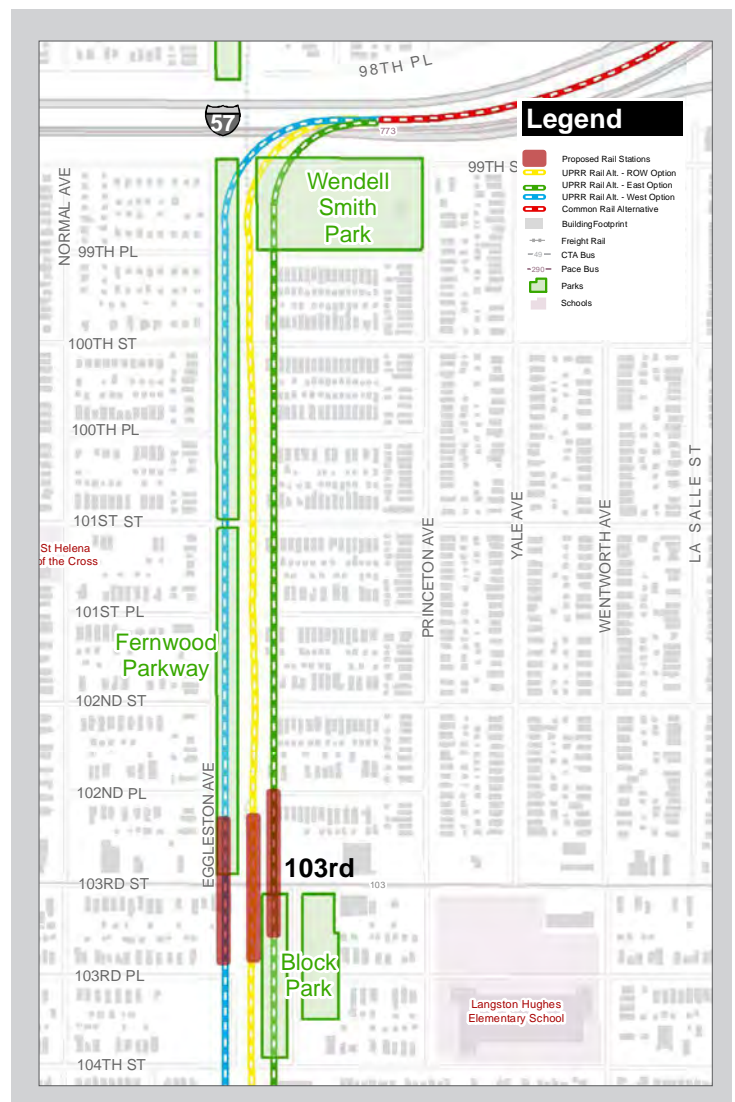 98TH PL
57
773
Legend
99TH S
Proposed Rail Stations
UPRR Rail Alt. - ROW Option
UPRR Rail Alt. - East Option
UPRR Rail Alt. - West Option
Common Rail Alternative
BuildingFootprint
Freight Rail
49
CTA Bus
290
Pace Bus
Parks
Schools
Wendell
Smith
Park
NORMAL AVE
99TH PL
100TH ST
100TH PL
101ST ST
St Helena
of the Cross
101ST PL
PRINCETON AVE
YALE AVE
WENTWORTH AVE
LA SALLE ST
Fernwood
Parkway
102ND ST
102ND PL
EGGLESTON AVE
103rd
103RD ST
103
Block
Park
103RD PL
Langston Hughes
Elementary School
104TH ST